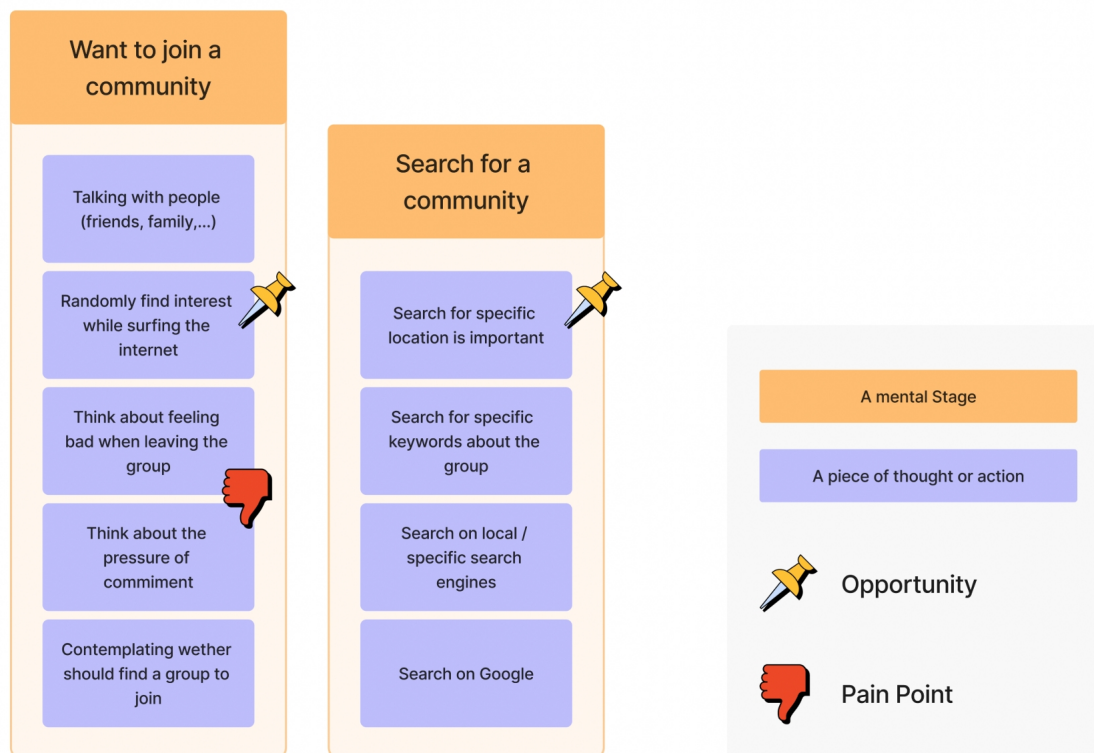 Want to join a
community
Talking with people
(friends, family,...)
Randomly find interest
while surfing the
internet
Think about feeling
bad when leaving the
group
Think about the
pressure of
commiment
Contemplating wether
should find a group to
join
Search for a
community
Search for specific
location is important
Search for specific
keywords about the
group
Search on local /
specific search
engines
Search on Google
A mental Stage
A piece of thought or action
Opportunity
Pain Point